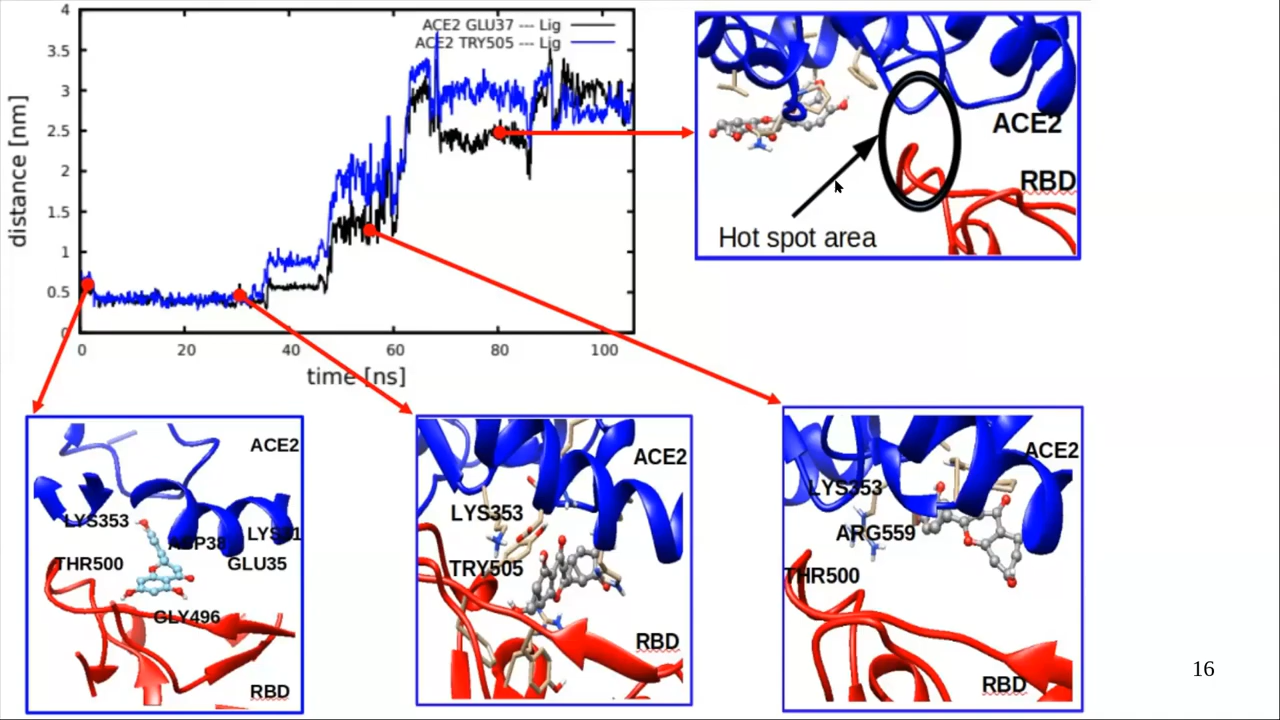 4
3.5
3
2.5
2
1.5
1
0.5
0
distance [nm]
ACE2 GLU37 --- Lig
ACE2 TRY505 --- Lig
0 20 40 60 80 100
time [ns]
ACE2
RBD
Hot spot area
ACE2
LYS353
THR500
GLU35
GLY496
RBD
ACE2
LYS353
TRY505
RBD
ACE2
LYS353
ARG559
THR500
RBD
16